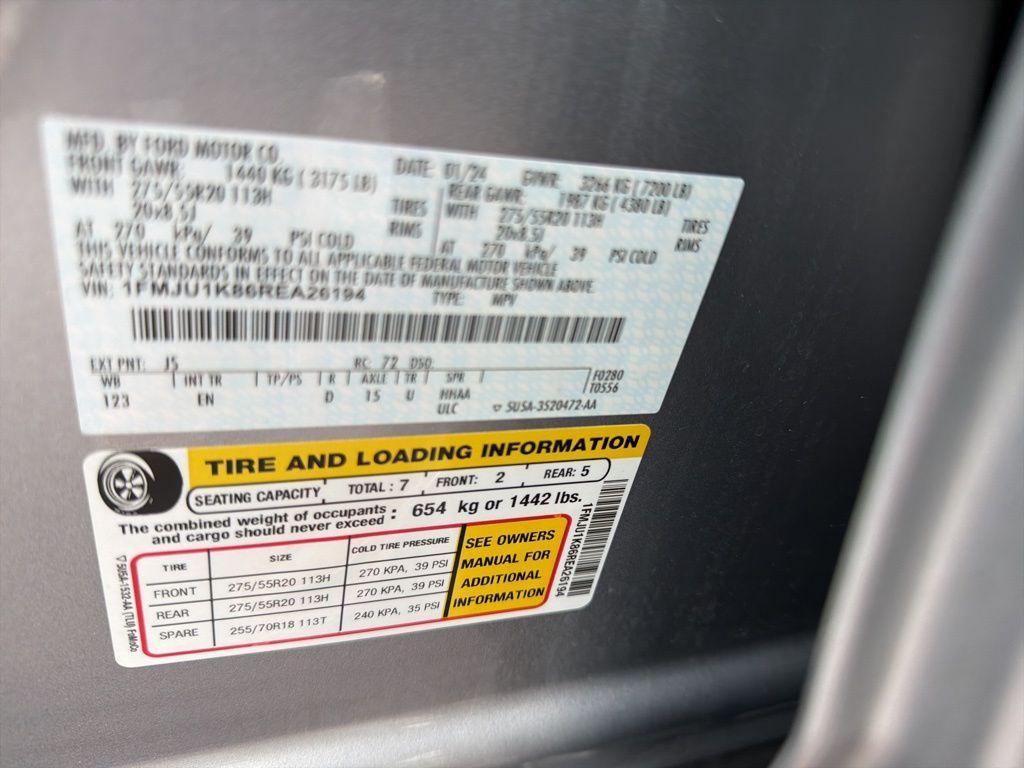 MFD. BY FORD MOTOR CO.
DATE: 01/24 GVWR: 3266 KG ( 7200 LB)
FRONT GAWR: 1440 KG ( 3175 LB) REAR GAWR: 1987 KG ( 4380 LB)
WITH 275/55R20 113H TIRES WITH 275/55R20 113H TIRES
20x8.5J RIMS 20x8.5J RIMS
AT 270 kPa/ 39 PSI COLD AT 270 kPa/ 39 PSI COLD
THIS VEHICLE CONFORMS TO ALL APPLICABLE FEDERAL MOTOR VEHICLE
SAFETY STANDARDS IN EFFECT ON THE DATE OF MANUFACTURE SHOWN ABOVE.
VIN: 1FMJU1K86REA26194 TYPE: MPV
EXT PNT: J5 RC: 72 DSO:
WB INT TR TP/PS R AXLE TR SPR F0280
123 EN D 15 U HHAA T0556
ULC ▽ 5U5A-3520472-AA
TIRE AND LOADING INFORMATION
SEATING CAPACITY TOTAL : 7 FRONT: 2 REAR: 5
The combined weight of occupants : 654 kg or 1442 lbs.
and cargo should never exceed
TIRE SIZE COLD TIRE PRESSURE
FRONT 275/55R20 113H 270 KPA, 39 PSI
REAR 275/55R20 113H 270 KPA, 39 PSI
SPARE 255/70R18 113T 240 KPA, 35 PSI
SEE OWNERS
MANUAL FOR
ADDITIONAL
INFORMATION
1FMJU1K86REA26194
▽ 5U5A-1532-AA (TLU) FoMoCo